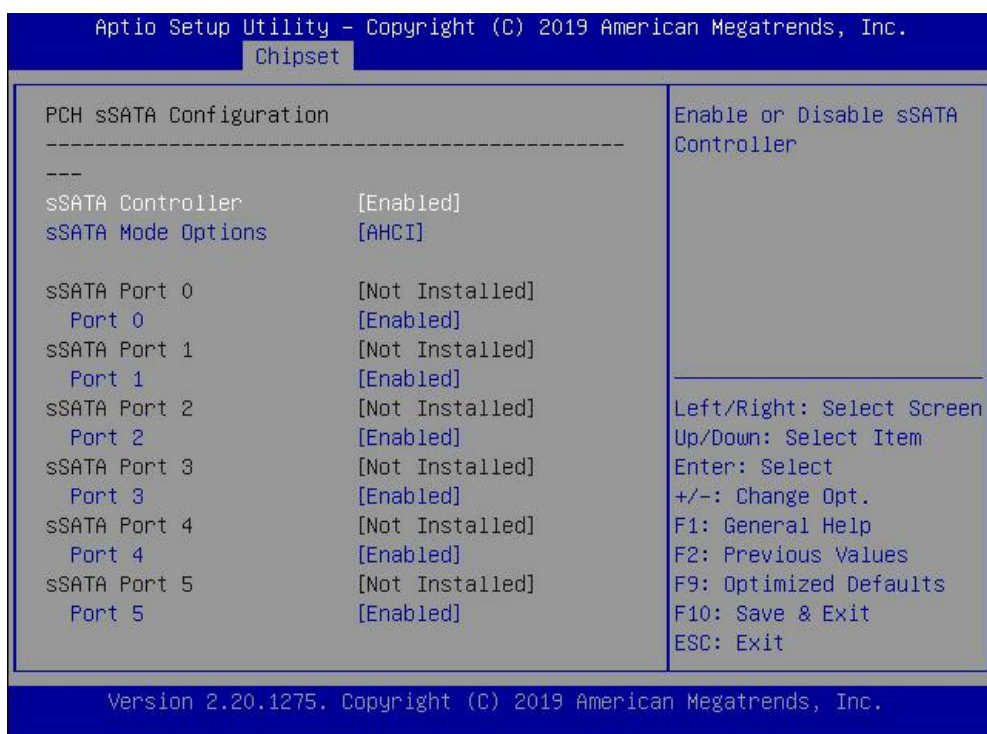 Aptio Setup Utility – Copyright (C) 2019 American Megatrends, Inc.
Chipset
PCH sSATA Configuration
-----------------------------------------------
---
sSATA Controller [Enabled]
sSATA Mode Options [AHCI]
sSATA Port 0 [Not Installed]
Port 0 [Enabled]
sSATA Port 1 [Not Installed]
Port 1 [Enabled]
sSATA Port 2 [Not Installed]
Port 2 [Enabled]
sSATA Port 3 [Not Installed]
Port 3 [Enabled]
sSATA Port 4 [Not Installed]
Port 4 [Enabled]
sSATA Port 5 [Not Installed]
Port 5 [Enabled]
Enable or Disable sSATA
Controller
Left/Right: Select Screen
Up/Down: Select Item
Enter: Select
+/-: Change Opt.
F1: General Help
F2: Previous Values
F9: Optimized Defaults
F10: Save & Exit
ESC: Exit
Version 2.20.1275. Copyright (C) 2019 American Megatrends, Inc.